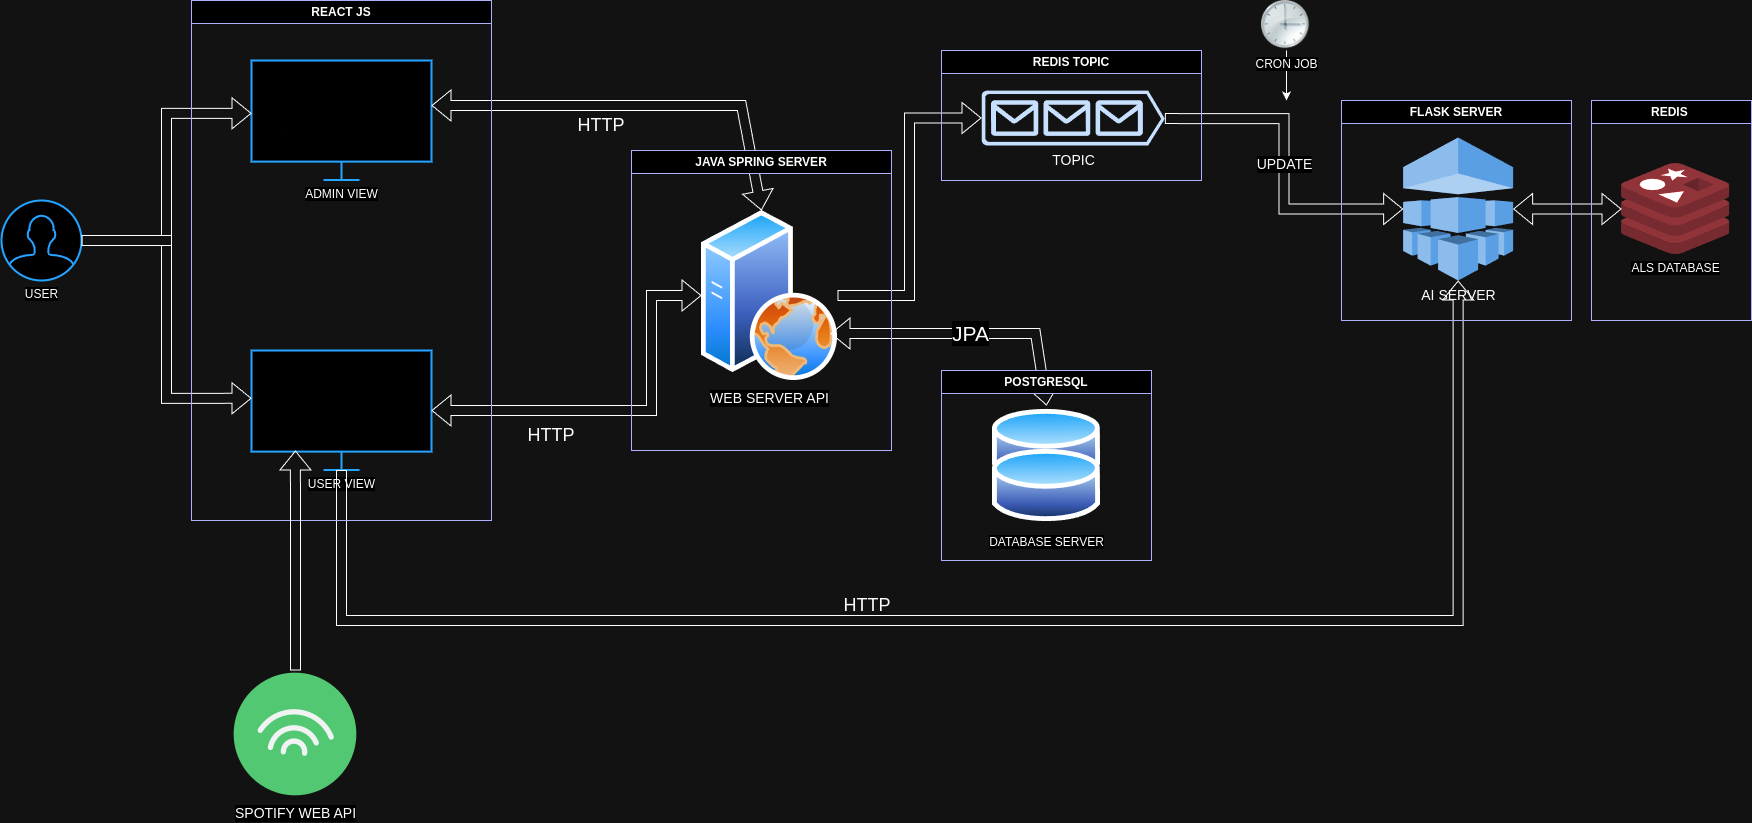 REACT JS
CRON JOB
REDIS TOPIC
FLASK SERVER
REDIS
HTTP
JAVA SPRING SERVER
TOPIC
UPDATE
ADMIN VIEW
USER
ALS DATABASE
AI SERVER
JPA
POSTGRESQL
WEB SERVER API
HTTP
USER VIEW
DATABASE SERVER
HTTP
SPOTIFY WEB API